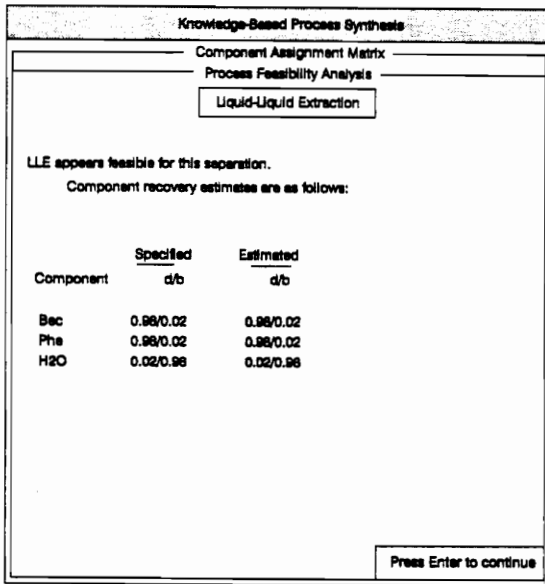 Knowledge-Based Process Synthesis
Component Assignment Matrix
Process Feasibility Analysis
Liquid-Liquid Extraction
LLE appears feasible for this separation.
Component recovery estimates are as follows:
Specified Estimated
Component d/b d/b
Bec 0.98/0.02 0.98/0.02
Phe 0.98/0.02 0.98/0.02
H2O 0.02/0.98 0.02/0.98
Press Enter to continue